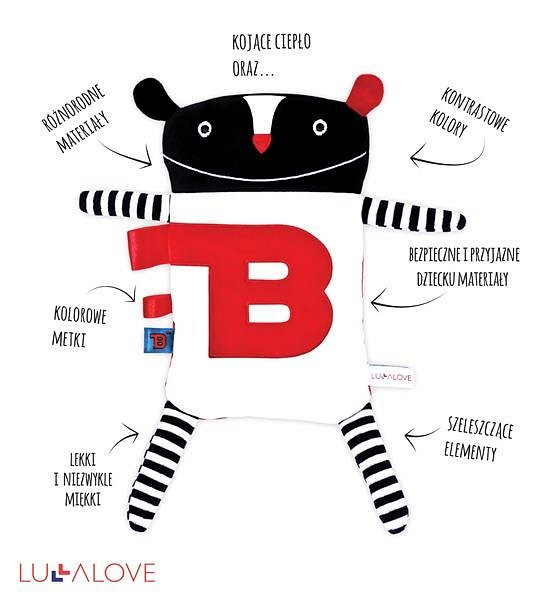 KOJĄCE CIEPŁO
ORAZ...
RÓŻNORODNE
MATERIAŁY
KONTRASTOWE
KOLORY
B
BEZPIECZNE I PRZYJAZNE
DZIECKU MATERIAŁY
KOLOROWE
METKI
B
LULLALOVE
SZELESZCZĄCE
ELEMENTY
LEKKI
I NIEZWYKLE
MIĘKKI
LULLALOVE